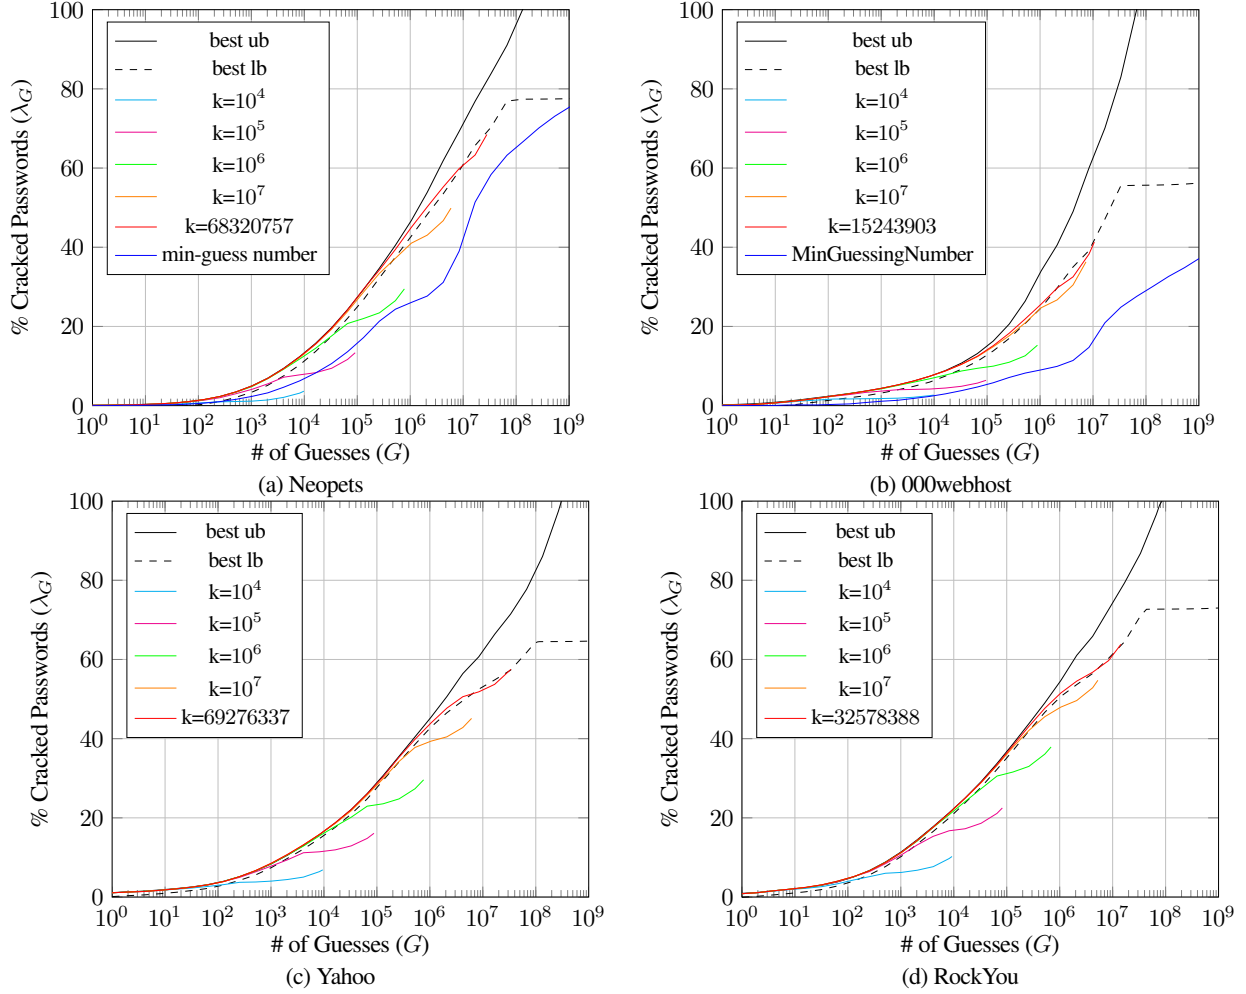 100
80
60
40
20
0
% Cracked Passwords (λ_G)
best ub
best lb
k=10^4
k=10^5
k=10^6
k=10^7
k=68320757
min-guess number
10^0 10^1 10^2 10^3 10^4 10^5 10^6 10^7 10^8 10^9
# of Guesses (G)
(a) Neopets
100
80
60
40
20
0
% Cracked Passwords (λ_G)
best ub
best lb
k=10^4
k=10^5
k=10^6
k=10^7
k=15243903
MinGuessingNumber
10^0 10^1 10^2 10^3 10^4 10^5 10^6 10^7 10^8 10^9
# of Guesses (G)
(b) 000webhost
100
80
60
40
20
0
% Cracked Passwords (λ_G)
best ub
best lb
k=10^4
k=10^5
k=10^6
k=10^7
k=69276337
10^0 10^1 10^2 10^3 10^4 10^5 10^6 10^7 10^8 10^9
# of Guesses (G)
(c) Yahoo
100
80
60
40
20
0
% Cracked Passwords (λ_G)
best ub
best lb
k=10^4
k=10^5
k=10^6
k=10^7
k=32578388
10^0 10^1 10^2 10^3 10^4 10^5 10^6 10^7 10^8 10^9
# of Guesses (G)
(d) RockYou